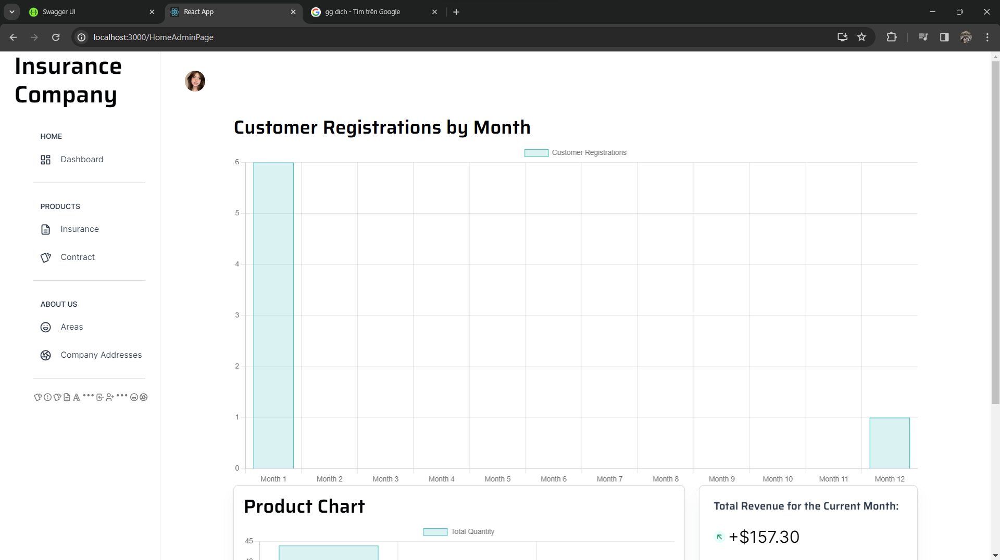 Swagger UI
React App
gg dich - Tìm trên Google
localhost:3000/HomeAdminPage
Insurance
Company
HOME
Dashboard
PRODUCTS
Insurance
Contract
ABOUT US
Areas
Company Addresses
Customer Registrations by Month
Customer Registrations
6
5
4
3
2
1
0
Month 1 Month 2 Month 3 Month 4 Month 5 Month 6 Month 7 Month 8 Month 9 Month 10 Month 11 Month 12
Product Chart
Total Quantity
45
Total Revenue for the Current Month:
+$157.30